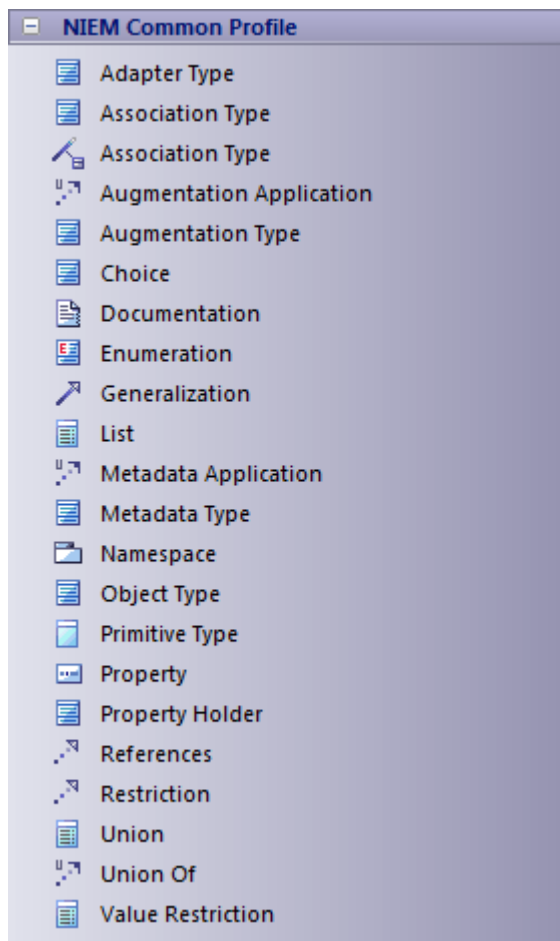 NIEM Common Profile
Adapter Type
Association Type
Association Type
Augmentation Application
Augmentation Type
Choice
Documentation
Enumeration
Generalization
List
Metadata Application
Metadata Type
Namespace
Object Type
Primitive Type
Property
Property Holder
References
Restriction
Union
Union Of
Value Restriction